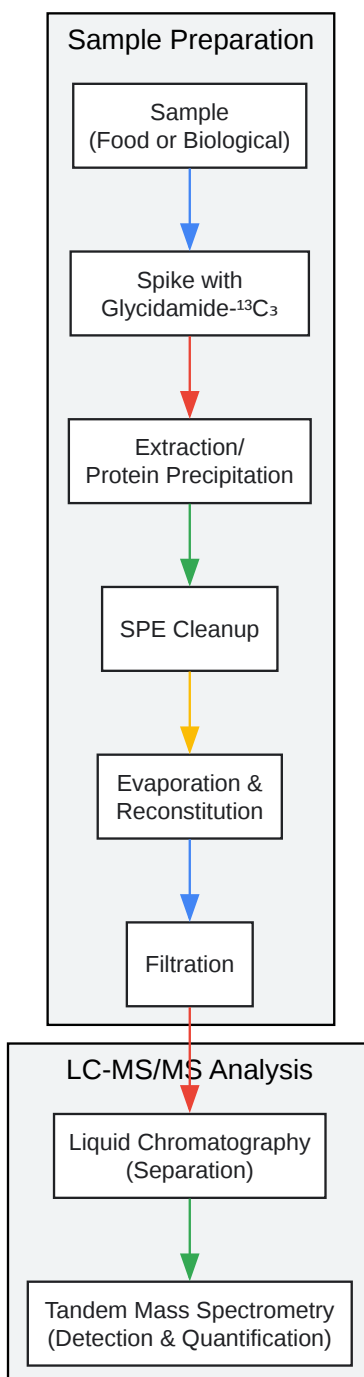 Sample Preparation
Sample
(Food or Biological)
Spike with
Glycidamide-¹³C₃
Extraction/
Protein Precipitation
SPE Cleanup
Evaporation &
Reconstitution
Filtration
LC-MS/MS Analysis
Liquid Chromatography
(Separation)
Tandem Mass Spectrometry
(Detection & Quantification)